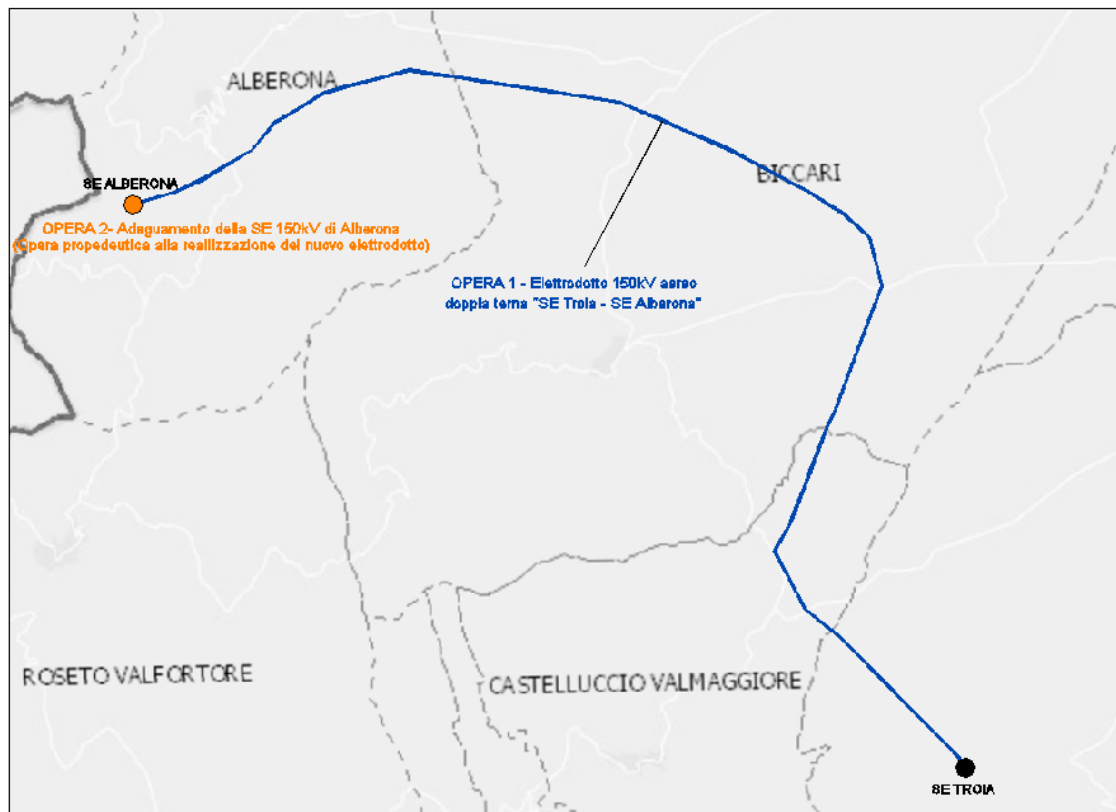 ALBERONA
SE ALBERONA
OPERA 2- Adeguamento della SE 150kV di Alberona
(Opera propedeutica alla realizzazione del nuovo elettrodotto)
BICCARI
OPERA 1 - Elettrodotto 150kV aereo
doppia terna "SE Troia - SE Alberona"
ROSETO VALFORTORE
CASTELLUCCIO VALMAGGIORE
SE TROIA